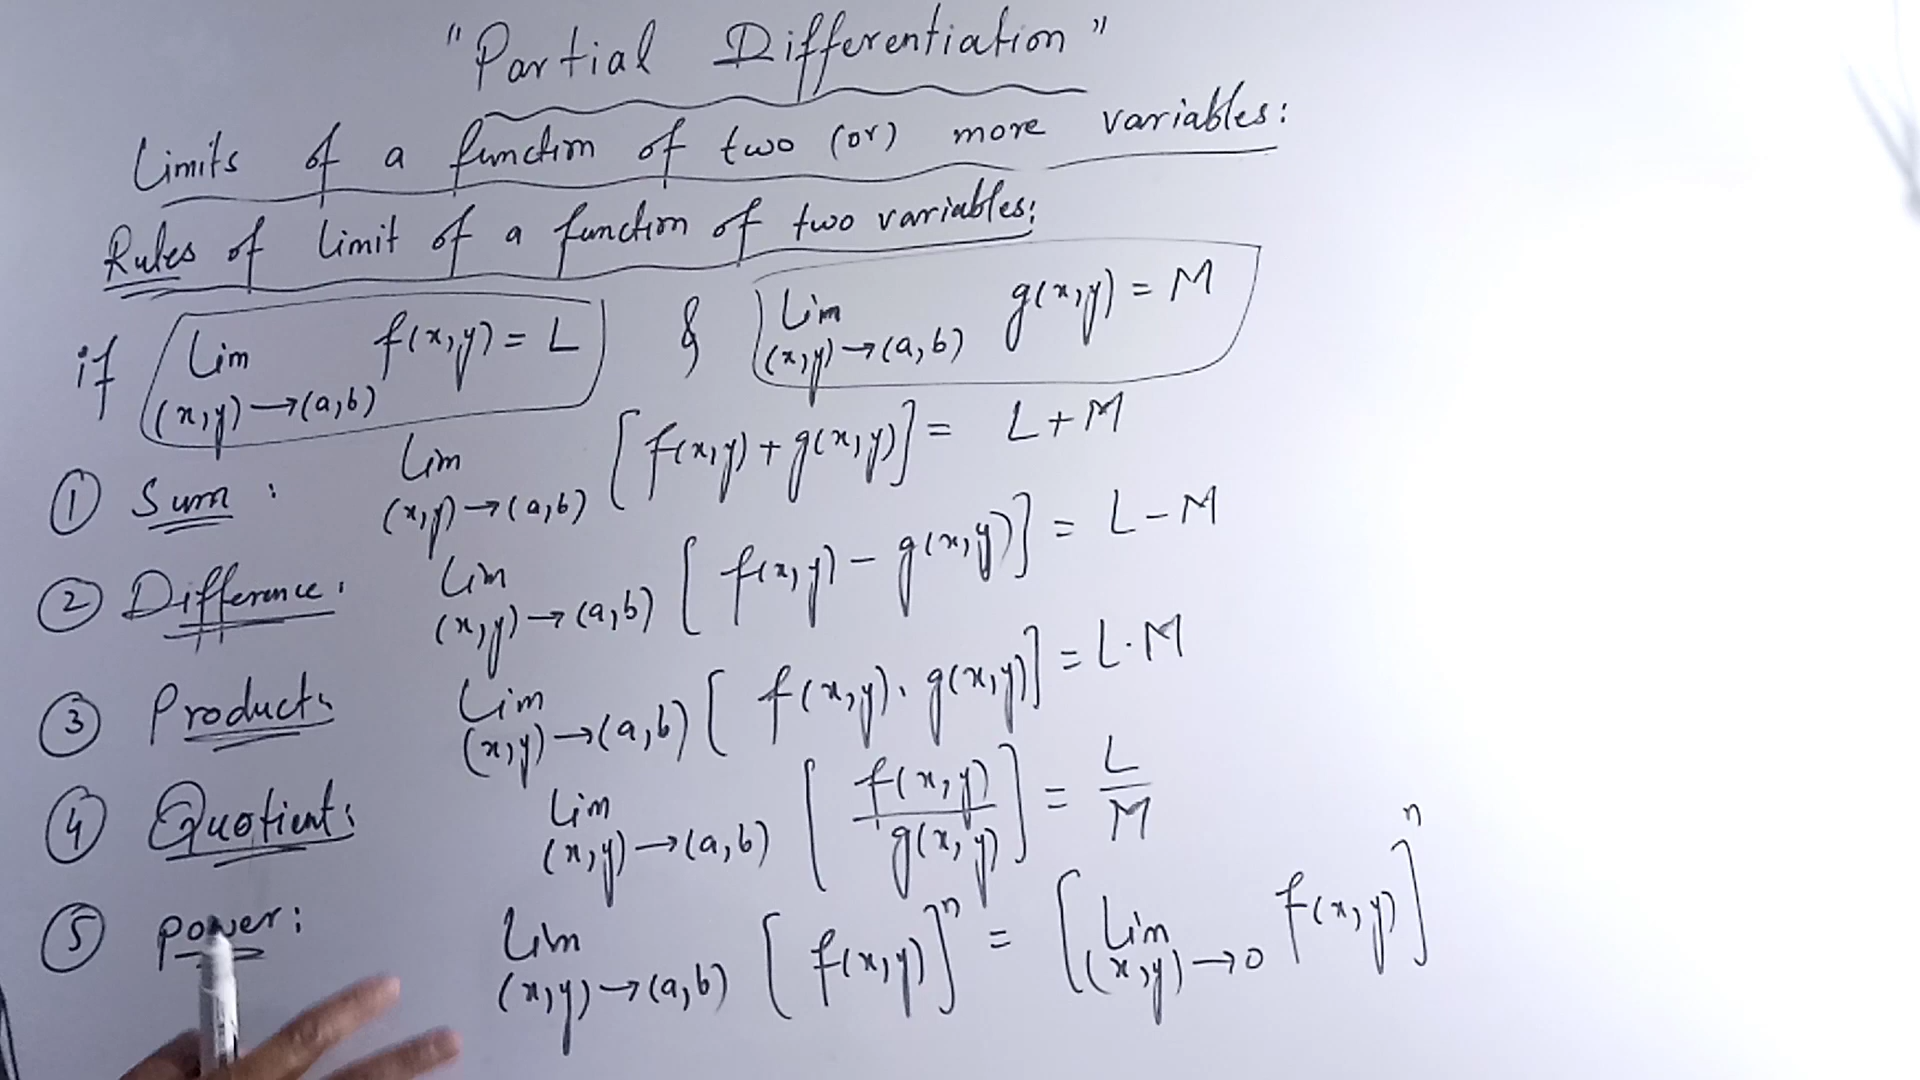 "Partial Differentiation"
Limits of a function of two (or) more variables:
Rules of limit of a function of two variables:
if Lim (x,y)→(a,b) f(x,y) = L & Lim (x,y)→(a,b) g(x,y) = M
① Sum: Lim (x,y)→(a,b) [f(x,y) + g(x,y)] = L + M
② Difference: Lim (x,y)→(a,b) [f(x,y) - g(x,y)] = L - M
③ Product: Lim (x,y)→(a,b) [f(x,y) . g(x,y)] = L . M
④ Quotient: Lim (x,y)→(a,b) [f(x,y)/g(x,y)] = L/M
⑤ power: Lim (x,y)→(a,b) [f(x,y)]^n = [Lim (x,y)→0 f(x,y)]^n